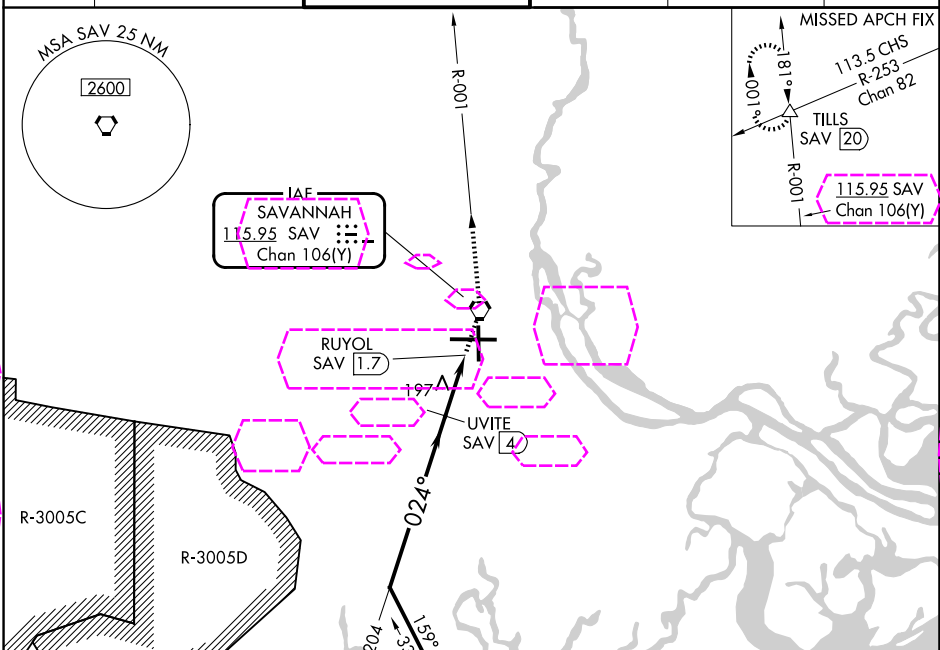 MSA SAV 25 NM
2600
R-001
MISSED APCH FIX
113.5 CHS
R-253
Chan 82
181°
001°
TILLS
SAV 20
R-001
115.95 SAV
Chan 106(Y)
IAF
SAVANNAH
115.95 SAV
Chan 106(Y)
RUYOL
SAV 1.7
197
UVITE
SAV 4
024°
R-3005C
R-3005D
204
159°